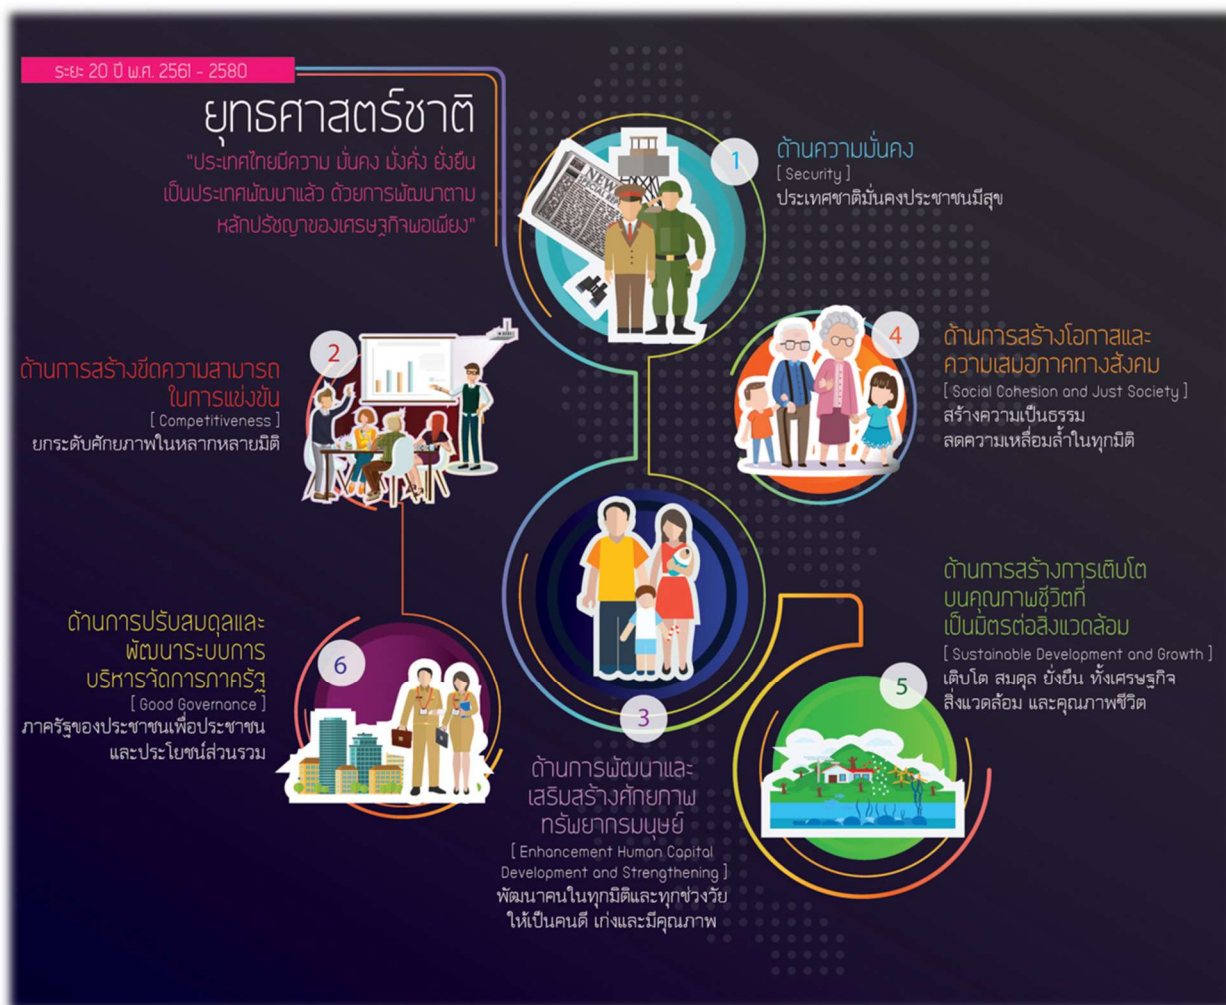 ระยะ 20 ปี พ.ศ. 2561 - 2580
ยุทธศาสตร์ชาติ
"ประเทศไทยมีความ มั่นคง มั่งคั่ง ยั่งยืน
เป็นประเทศพัฒนาแล้ว ด้วยการพัฒนาตาม
หลักปรัชญาของเศรษฐกิจพอเพียง"
1
ด้านความมั่นคง
[ Security ]
ประเทศชาติมั่นคงประชาชนมีสุข
NEWS
2
ด้านการสร้างขีดความสามารถ
ในการแข่งขัน
[ Competitiveness ]
ยกระดับศักยภาพในหลากหลายมิติ
3
ด้านการพัฒนาและ
เสริมสร้างศักยภาพ
ทรัพยากรมนุษย์
[ Enhancement Human Capital
Development and Strengthening ]
พัฒนาคนในทุกมิติและทุกช่วงวัย
ให้เป็นคนดี เก่งและมีคุณภาพ
4
ด้านการสร้างโอกาสและ
ความเสมอภาคทางสังคม
[ Social Cohesion and Just Society ]
สร้างความเป็นธรรม
ลดความเหลื่อมล้ำในทุกมิติ
5
ด้านการสร้างการเติบโต
บนคุณภาพชีวิตที่
เป็นมิตรต่อสิ่งแวดล้อม
[ Sustainable Development and Growth ]
เติบโต สมดุล ยั่งยืน ทั้งเศรษฐกิจ
สิ่งแวดล้อม และคุณภาพชีวิต
6
ด้านการปรับสมดุลและ
พัฒนาระบบการ
บริหารจัดการภาครัฐ
[ Good Governance ]
ภาครัฐของประชาชนเพื่อประชาชน
และประโยชน์ส่วนรวม